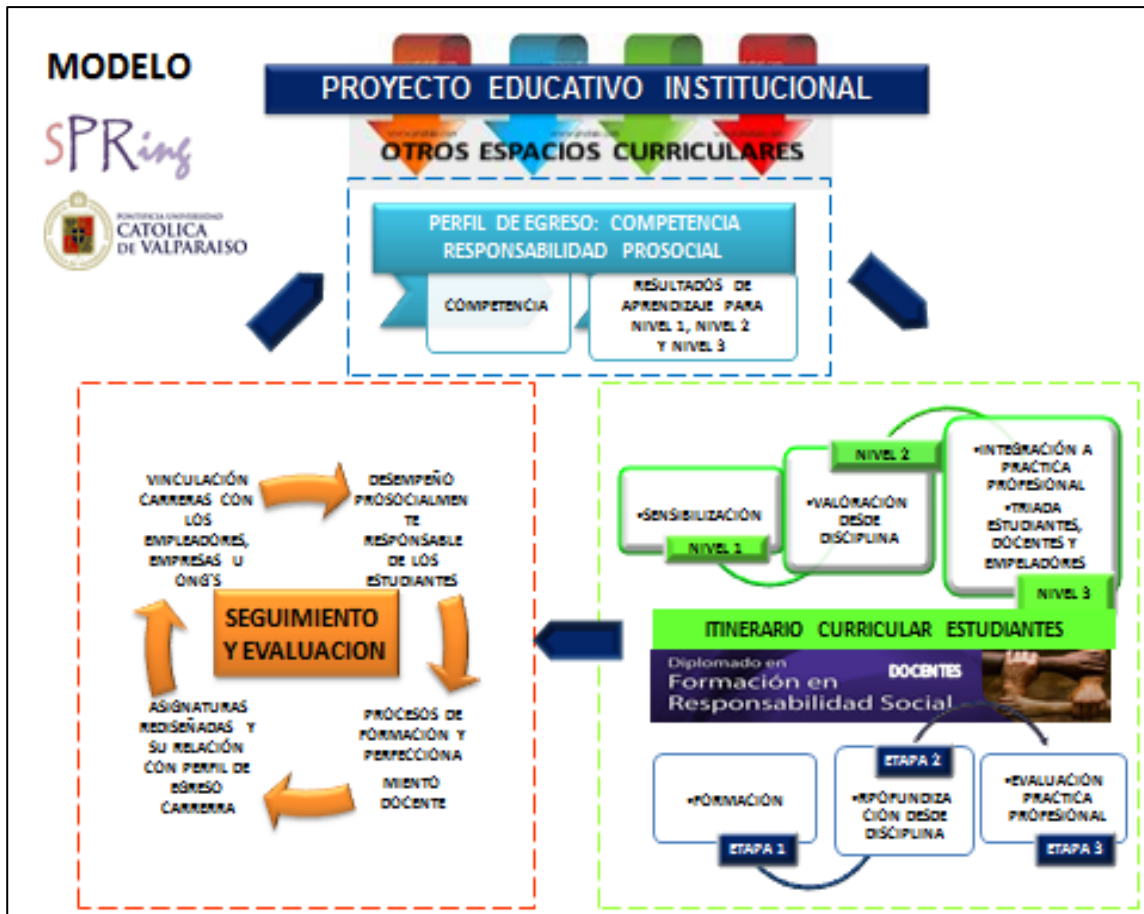 MODELO
SPRing
PONTIFICIA UNIVERSIDAD
CATOLICA
DE VALPARAISO
PROYECTO EDUCATIVO INSTITUCIONAL
OTROS ESPACIOS CURRICULARES
PERFIL DE EGRESO: COMPETENCIA
RESPONSABILIDAD PROSOCIAL
COMPETENCIA
RESULTADOS DE
APRENDIZAJE PARA
NIVEL 1, NIVEL 2
Y NIVEL 3
VINCULACIÓN
CARRERAS CON
LOS
EMPLEADORES,
EMPRESAS U
ONG´S
DESEMPEÑO
PROSOCIALMEN
TE
RESPONSABLE
DE LOS
ESTUDIANTES
SEGUIMIENTO
Y EVALUACION
ASIGNATURAS
REDISEÑADAS Y
SU RELACIÓN
CON PERFIL DE
EGRESO
CARRERRA
PROCESOS DE
FORMACIÓN Y
PERFECCIONA
MIENTO
DOCENTE
•SENSIBILIZACIÓN
NIVEL 1
NIVEL 2
•VALORACIÓN
DESDE
DISCIPLINA
•INTEGRACIÓN A
PRACTICA
PROFESIONAL
•TRIADA
ESTUDIANTES,
DOCENTES Y
EMPELADORES
NIVEL 3
ITINERARIO CURRICULAR ESTUDIANTES
Diplomado en
DOCENTES
Formación en
Responsabilidad Social
•FORMACIÓN
ETAPA 1
ETAPA 2
•RPOFUNDIZA
CIÓN DESDE
DISCIPLINA
•EVALUACIÓN
PRACTICA
PROFESIONAL
ETAPA 3